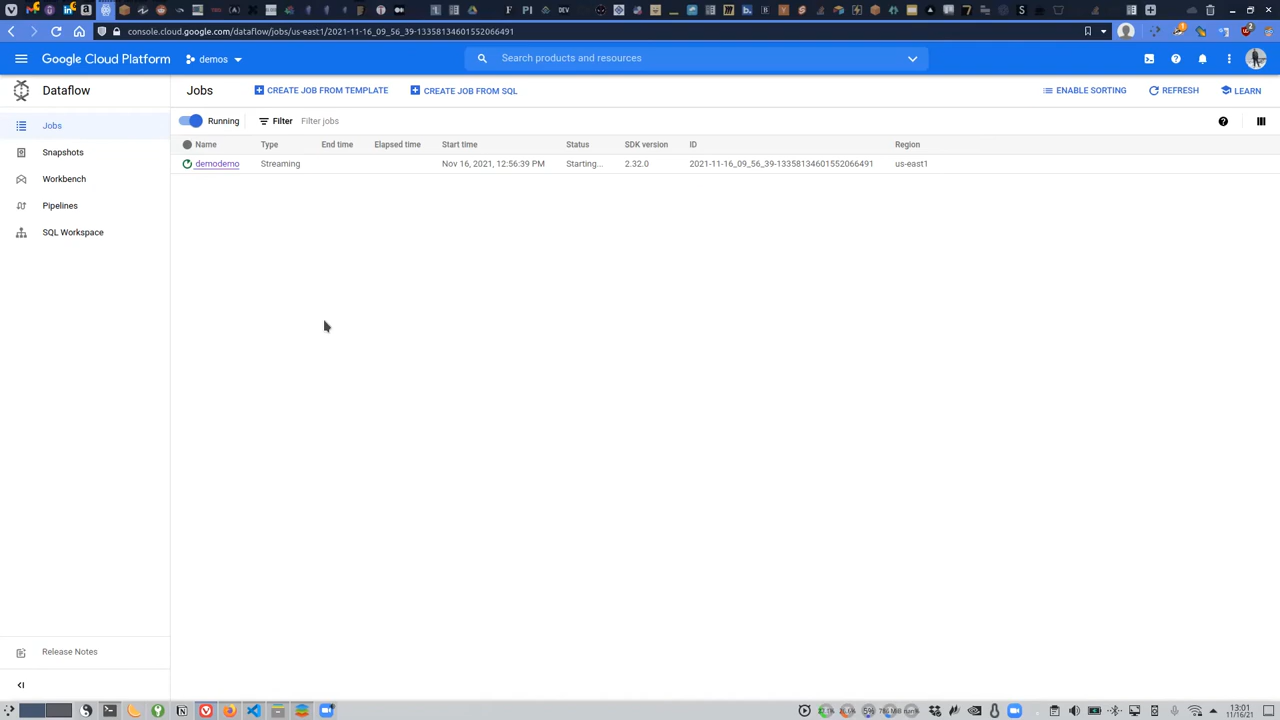 console.cloud.google.com/dataflow/jobs/us-east1/2021-11-16_09_56_39-13358134601552066491
Google Cloud Platform
demos
Search products and resources
Dataflow
Jobs
CREATE JOB FROM TEMPLATE
CREATE JOB FROM SQL
ENABLE SORTING
REFRESH
LEARN
Jobs
Snapshots
Workbench
Pipelines
SQL Workspace
Release Notes
Running
Filter
Filter jobs
Name Type End time Elapsed time Start time Status SDK version ID Region
demodemo Streaming Nov 16, 2021, 12:56:39 PM Starting... 2.32.0 2021-11-16_09_56_39-13358134601552066491 us-east1
13:01